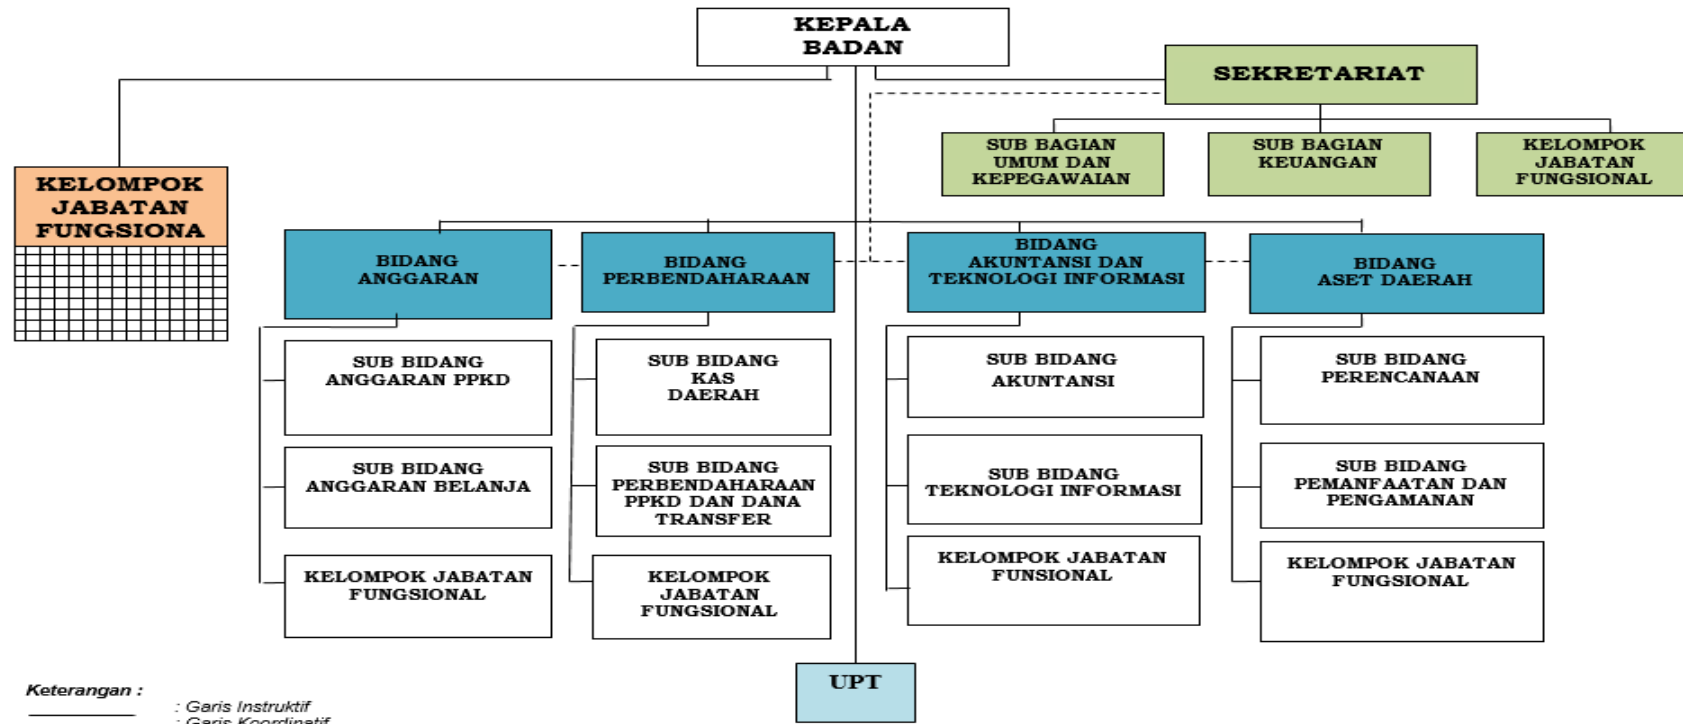 KEPALA
BADAN
SEKRETARIAT
SUB BAGIAN
UMUM DAN
KEPEGAWAIAN
SUB BAGIAN
KEUANGAN
KELOMPOK
JABATAN
FUNGSIONAL
KELOMPOK
JABATAN
FUNGSIONA
BIDANG
ANGGARAN
BIDANG
PERBENDAHARAAN
BIDANG
AKUNTANSI DAN
TEKNOLOGI INFORMASI
BIDANG
ASET DAERAH
SUB BIDANG
ANGGARAN PPKD
SUB BIDANG
KAS
DAERAH
SUB BIDANG
AKUNTANSI
SUB BIDANG
PERENCANAAN
SUB BIDANG
ANGGARAN BELANJA
SUB BIDANG
PERBENDAHARAAN
PPKD DAN DANA
TRANSFER
SUB BIDANG
TEKNOLOGI INFORMASI
SUB BIDANG
PEMANFAATAN DAN
PENGAMANAN
KELOMPOK JABATAN
FUNGSIONAL
KELOMPOK
JABATAN
FUNGSIONAL
KELOMPOK JABATAN
FUNSIONAL
KELOMPOK JABATAN
FUNGSIONAL
UPT
Keterangan :
: Garis Instruktif
: Garis Koordinatif